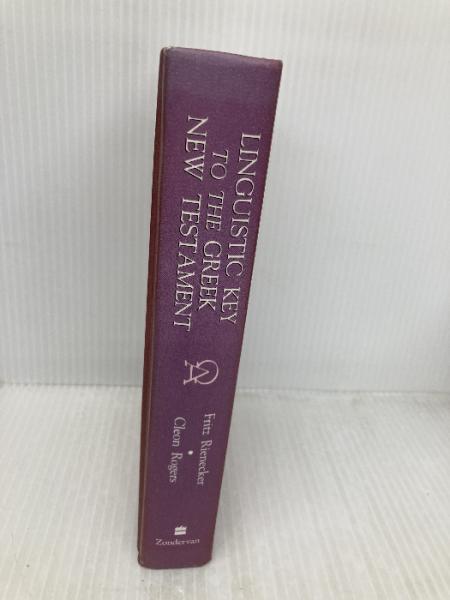 LINGUISTIC KEY
TO THE GREEK
NEW TESTAMENT
Fritz Rienecker
•
Cleon Rogers
Zondervan